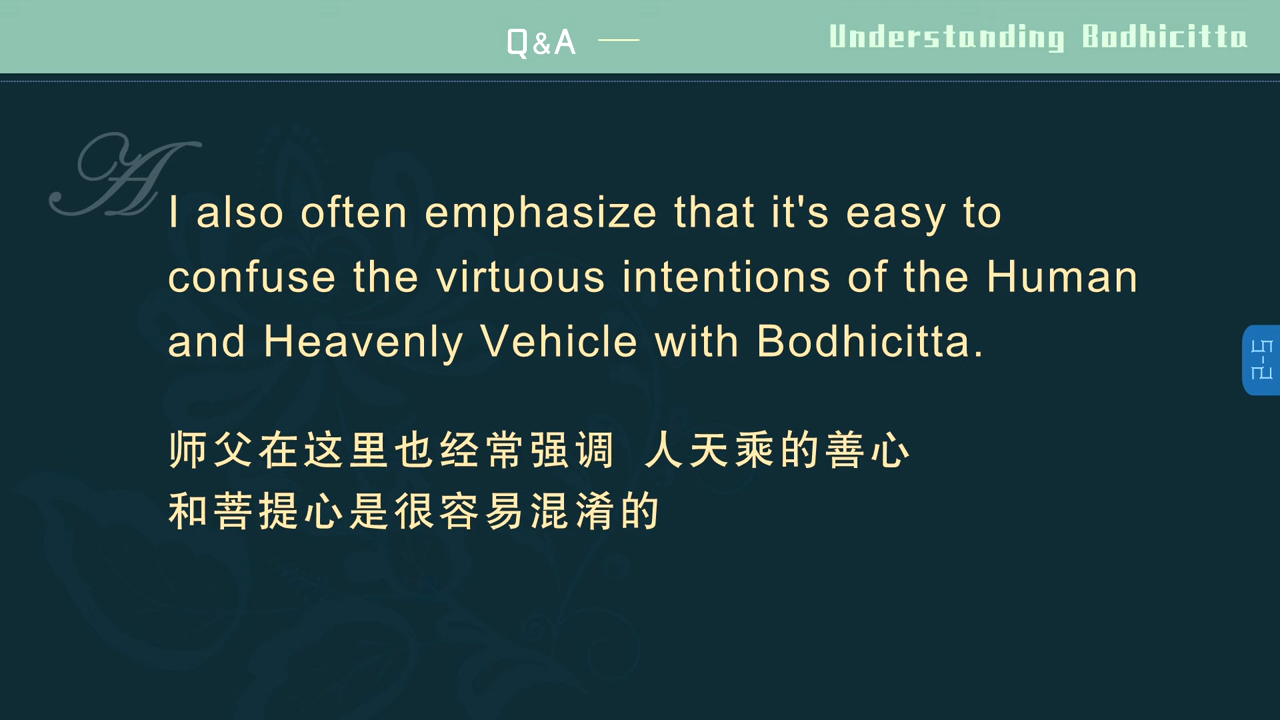 Q&A
Understanding Bodhicitta
A
I also often emphasize that it's easy to
confuse the virtuous intentions of the Human
and Heavenly Vehicle with Bodhicitta.
师父在这里也经常强调 人天乘的善心
和菩提心是很容易混淆的
5-2